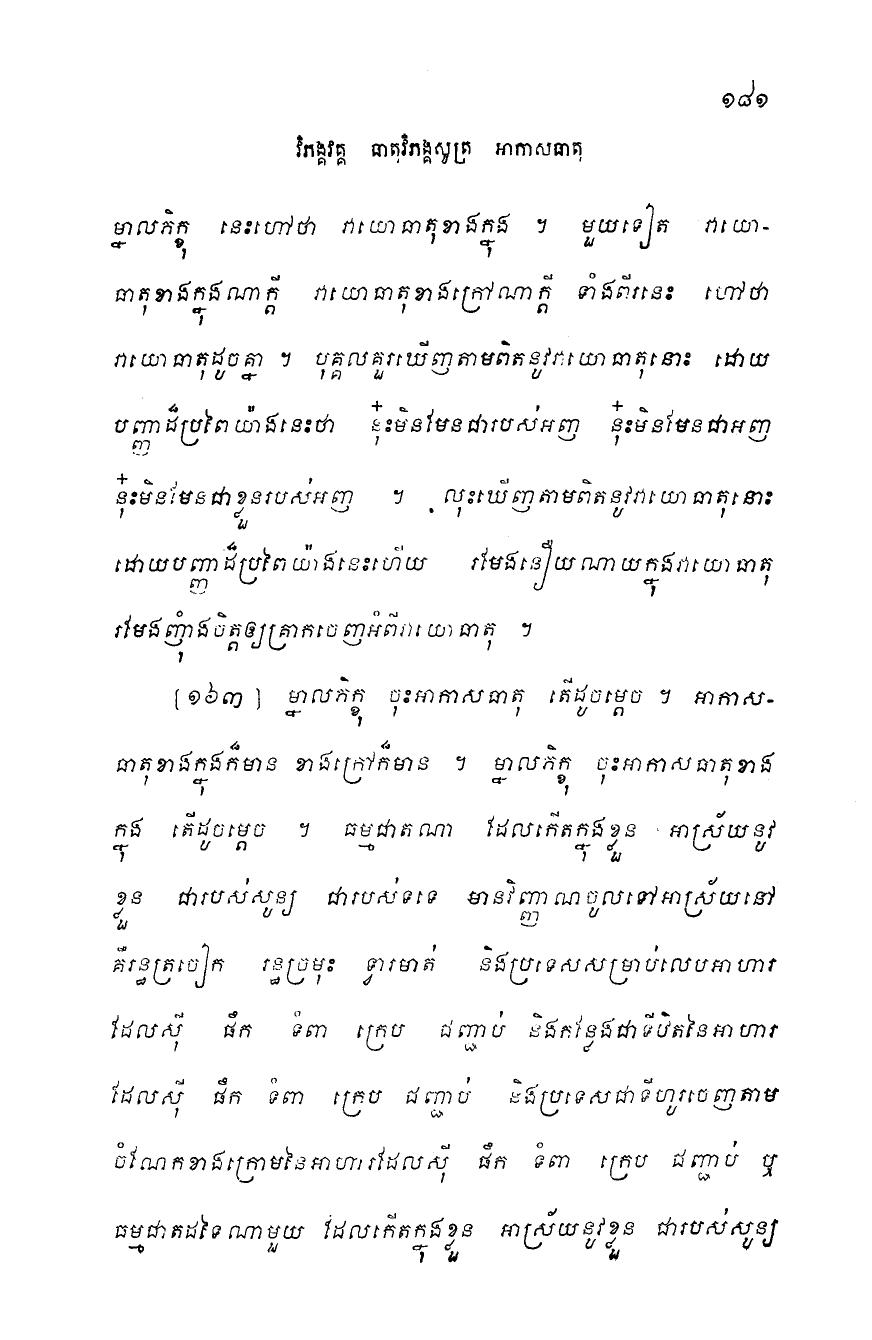 ១៨១
វិភង្គវគ្គ ធាតុវិភង្គសូត្រ អាកាសធាតុ
ម្នាលភិក្ខុ នេះហៅថា វាយោធាតុខាងក្នុង ។ មួយទៀត វាយោ-
ធាតុខាងក្នុងណាក្តី វាយោធាតុខាងក្រៅណាក្តី ទាំងពីរនេះ ហៅថា
វាយោធាតុដូចគ្នា ។ បុគ្គលគួរឃើញតាមពិតនូវវាយោធាតុនោះ ដោយ
បញ្ញាដ៏ប្រពៃយ៉ាងនេះថា នុ៎ះមិនមែនជារបស់អញ នុ៎ះមិនមែនជាអញ
នុ៎ះមិនមែនជាខ្លួនរបស់អញ ។ លុះឃើញតាមពិតនូវវាយោធាតុនោះ
ដោយបញ្ញាដ៏ប្រពៃយ៉ាងនេះហើយ រមែងនឿយណាយក្នុងវាយោធាតុ
រមែងញុំាងចិត្តឲ្យប្រាកចេញអំពីវាយោធាតុ ។
[១៦៣] ម្នាលភិក្ខុ ចុះអាកាសធាតុ តើដូចម្តេច ។ អាកាស-
ធាតុខាងក្នុងក៏មាន ខាងក្រៅក៏មាន ។ ម្នាលភិក្ខុ ចុះអាកាសធាតុខាង
ក្នុង តើដូចម្តេច ។ ធម្មជាតណា ដែលកើតក្នុងខ្លួន អាស្រ័យនូវ
ខ្លួន ជារបស់សូន្យ ជារបស់ទទេ មានវិញ្ញាណចូលទៅអាស្រ័យនៅ
គឺរន្ធត្រចៀក រន្ធច្រមុះ ទ្វារមាត់ និងប្រទេសសម្រាប់លេបអាហារ
ដែលស៊ី ផឹក ទំពា ក្រេប ជញ្ជាប់ និងកន្លែងជាទីឋិតនៃអាហារ
ដែលស៊ី ផឹក ទំពា ក្រេប ជញ្ជាប់ និងប្រទេសជាទីហូរចេញតាម
ចំណែកខាងក្រោមនៃអាហារដែលស៊ី ផឹក ទំពា ក្រេប ជញ្ជាប់ ឬ
ធម្មជាតដទៃណាមួយ ដែលកើតក្នុងខ្លួន អាស្រ័យនូវខ្លួន ជារបស់សូន្យ